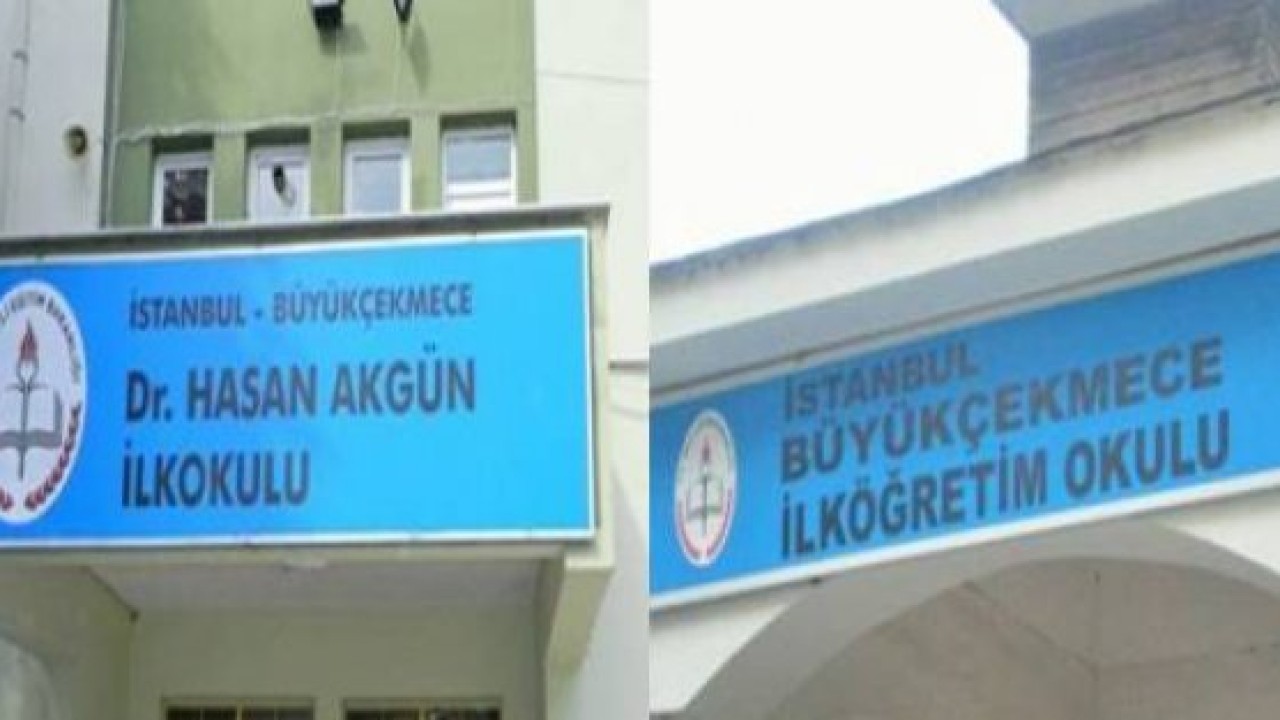 İSTANBUL - BÜYÜKÇEKMECE
Dr. HASAN AKGÜN
İLKOKULU
İSTANBUL
BÜYÜKÇEKMECE
İLKÖĞRETİM OKULU